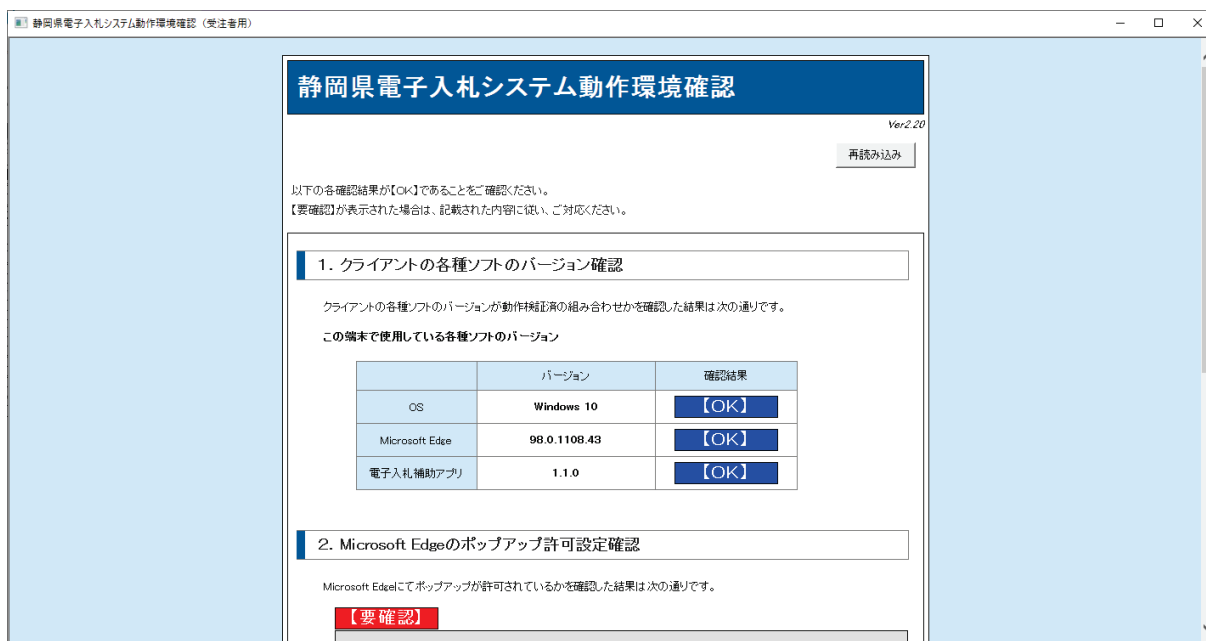 静岡県電子入札システム動作環境確認（受注者用）
静岡県電子入札システム動作環境確認
Ver2.20
再読み込み
以下の各確認結果が【OK】であることをご確認ください。
【要確認】が表示された場合は、記載された内容に従い、ご対応ください。
1. クライアントの各種ソフトのバージョン確認
クライアントの各種ソフトのバージョンが動作検証済の組み合わせかを確認した結果は次の通りです。
この端末で使用している各種ソフトのバージョン
バージョン 確認結果
OS Windows 10 【OK】
Microsoft Edge 98.0.1108.43 【OK】
電子入札補助アプリ 1.1.0 【OK】
2. Microsoft Edgeのポップアップ許可設定確認
Microsoft Edgeにてポップアップが許可されているかを確認した結果は次の通りです。
【要確認】